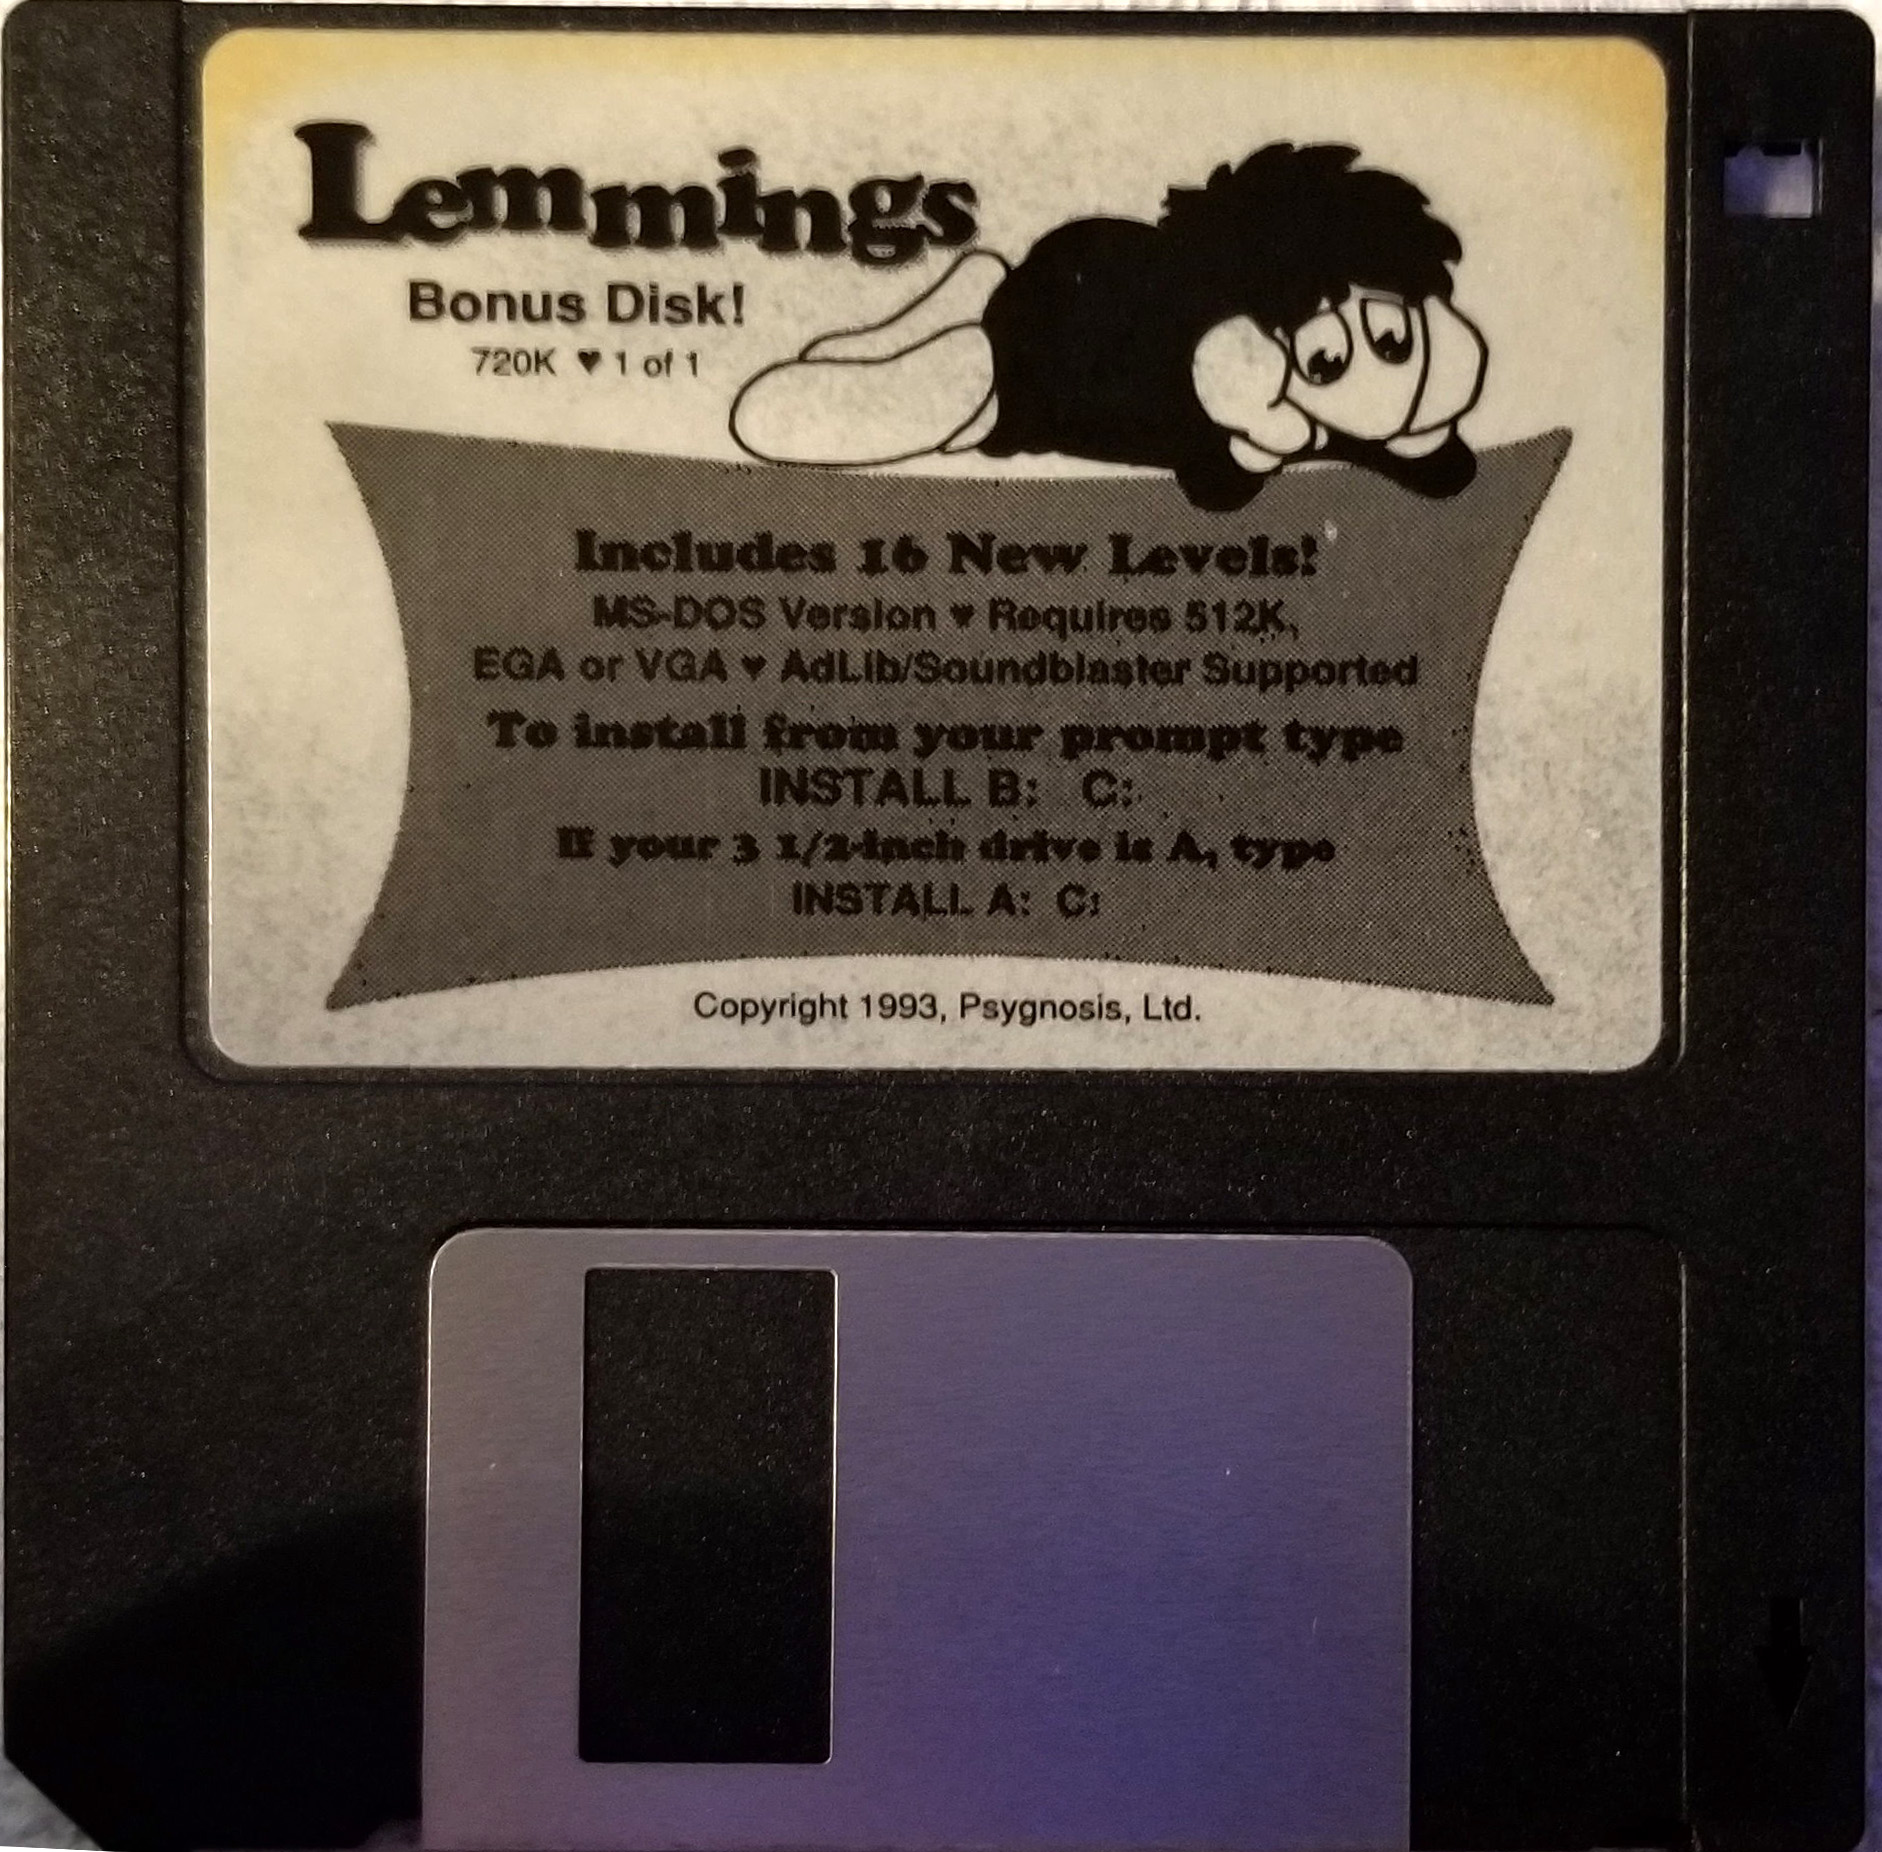 Lemmings
Bonus Disk!
720K ♥ 1 of 1
Includes 16 New Levels!
MS-DOS Version ♥ Requires 512K,
EGA or VGA ♥ AdLib/Soundblaster Supported
To install from your prompt type
INSTALL B: C:
If your 3 1/2-inch drive is A, type
INSTALL A: C:
Copyright 1993, Psygnosis, Ltd.